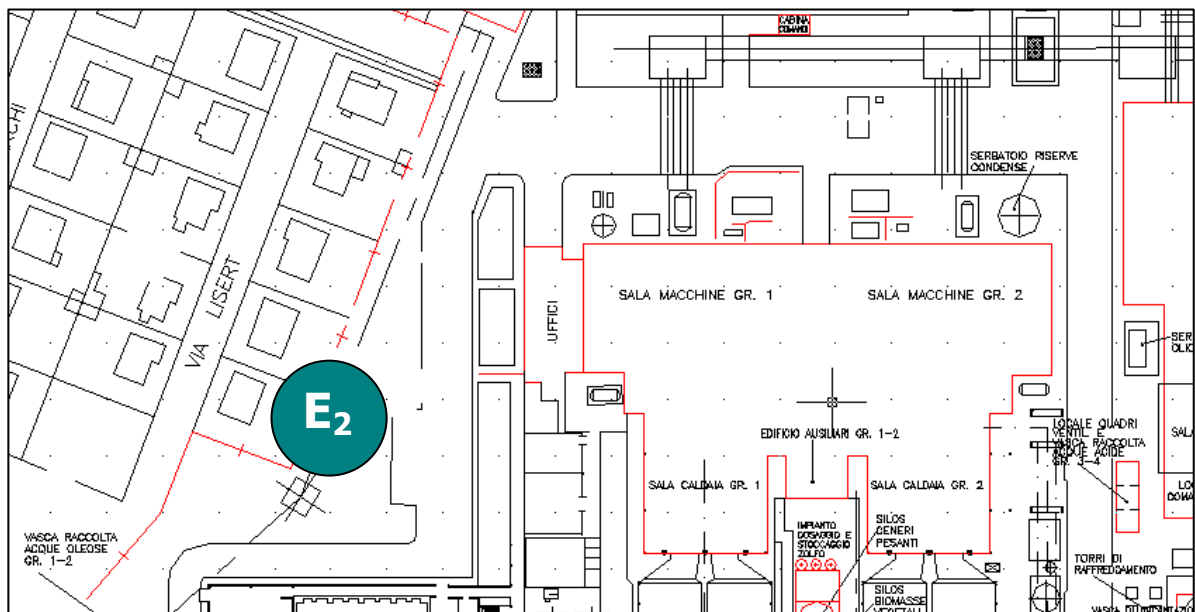 CABINA
COMANDI
SERBATOIO RISERVE
CONDENSE
SALA MACCHINE GR. 1
SALA MACCHINE GR. 2
UFFICI
VIA LISERT
E2
EDIFICIO AUSILIARI GR. 1-2
LOCALE QUADRI
VENTIL E
VASCA RACCOLTA
ACQUE ACIDE
GR. 3-4
SALA CALDAIA GR. 1
SALA CALDAIA GR. 2
IMPIANTO
DOSAGGIO E
STOCCAGGIO
ZOLFO
SILOS
CENERI
PESANTI
VASCA RACCOLTA
ACQUE OLEOSE
GR. 1-2
TORRI DI
RAFFREDDAMENTO
SILOS
BIOMASSE
VEGETALI